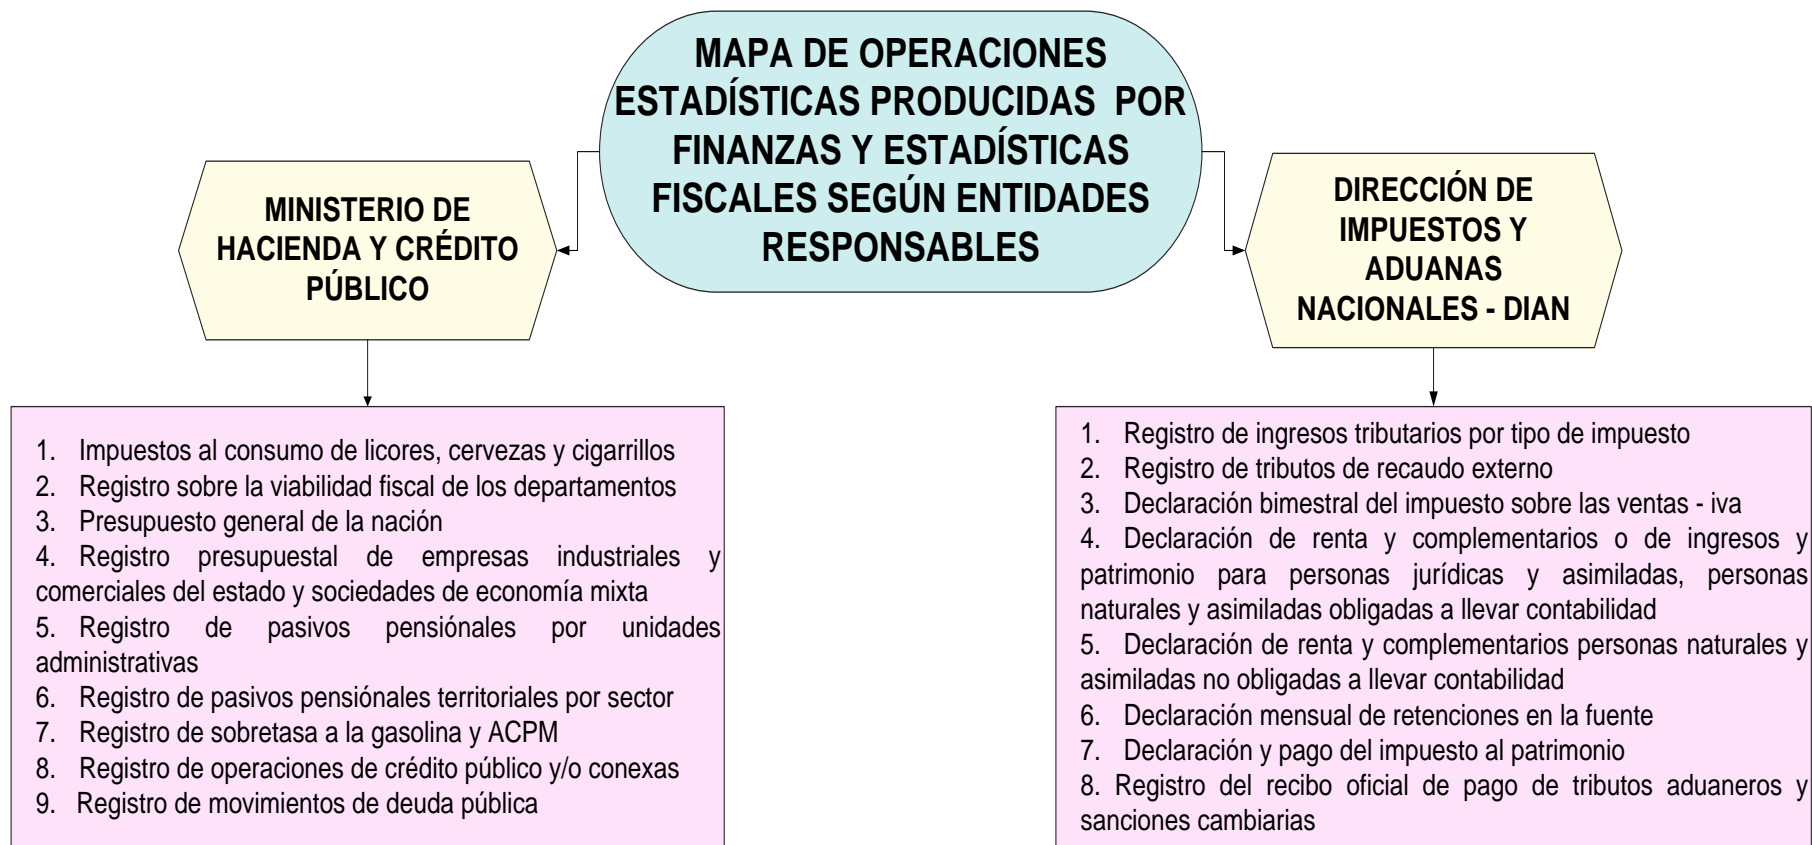 MAPA DE OPERACIONES
ESTADÍSTICAS PRODUCIDAS POR
FINANZAS Y ESTADÍSTICAS
FISCALES SEGÚN ENTIDADES
RESPONSABLES
MINISTERIO DE
HACIENDA Y CRÉDITO
PÚBLICO
DIRECCIÓN DE
IMPUESTOS Y
ADUANAS
NACIONALES - DIAN
1. Impuestos al consumo de licores, cervezas y cigarrillos
2. Registro sobre la viabilidad fiscal de los departamentos
3. Presupuesto general de la nación
4. Registro presupuestal de empresas industriales y
comerciales del estado y sociedades de economía mixta
5. Registro de pasivos pensiónales por unidades
administrativas
6. Registro de pasivos pensiónales territoriales por sector
7. Registro de sobretasa a la gasolina y ACPM
8. Registro de operaciones de crédito público y/o conexas
9. Registro de movimientos de deuda pública
1. Registro de ingresos tributarios por tipo de impuesto
2. Registro de tributos de recaudo externo
3. Declaración bimestral del impuesto sobre las ventas - iva
4. Declaración de renta y complementarios o de ingresos y
patrimonio para personas jurídicas y asimiladas, personas
naturales y asimiladas obligadas a llevar contabilidad
5. Declaración de renta y complementarios personas naturales y
asimiladas no obligadas a llevar contabilidad
6. Declaración mensual de retenciones en la fuente
7. Declaración y pago del impuesto al patrimonio
8. Registro del recibo oficial de pago de tributos aduaneros y
sanciones cambiarias